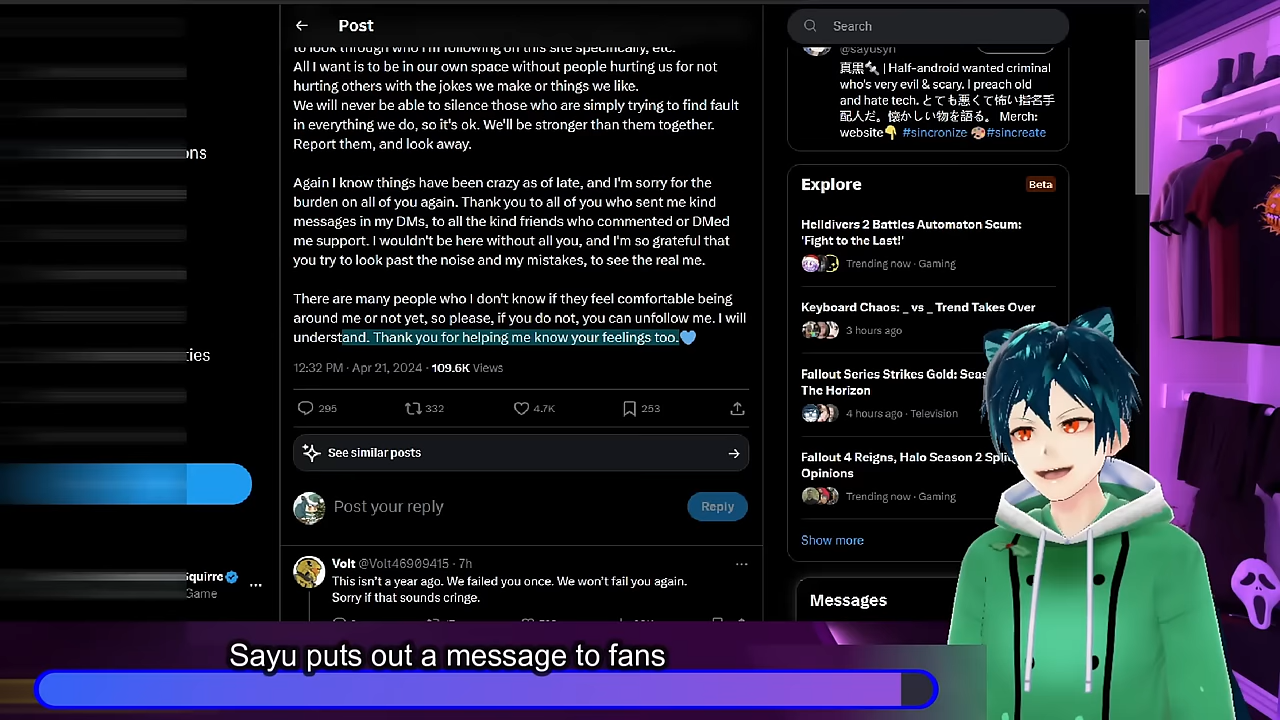 Post
Search
to look through who I'm following on this site specifically, etc.
All I want is to be in our own space without people hurting us for not
hurting others with the jokes we make or things we like.
We will never be able to silence those who are simply trying to find fault
in everything we do, so it's ok. We'll be stronger than them together.
Report them, and look away.
Again I know things have been crazy as of late, and I'm sorry for the
burden on all of you again. Thank you to all of you who sent me kind
messages in my DMs, to all the kind friends who commented or DMed
me support. I wouldn't be here without all you, and I'm so grateful that
you try to look past the noise and my mistakes, to see the real me.
There are many people who I don't know if they feel comfortable being
around me or not yet, so please, if you do not, you can unfollow me. I will
understand. Thank you for helping me know your feelings too.💙
12:32 PM · Apr 21, 2024 · 109.6K Views
295
332
4.7K
253
See similar posts
Post your reply
Reply
Volt @Volt46909415 · 7h
This isn't a year ago. We failed you once. We won't fail you again.
Sorry if that sounds cringe.
ons
ties
Squirre
Game
@sayusyn
真黒🔩 | Half-android wanted criminal
who's very evil & scary. I preach old
and hate tech. とても悪くて怖い指名手
配人だ。懐かしい物を語る。 Merch:
website👇 #sincronize 🎨#sincreate
Explore
Beta
Helldivers 2 Battles Automaton Scum:
'Fight to the Last!'
Trending now · Gaming
Keyboard Chaos: _ vs _ Trend Takes Over
3 hours ago
Fallout Series Strikes Gold:
The Horizon
4 hours ago · Television
Fallout 4 Reigns, Halo Season 2
Opinions
Trending now · Gaming
Show more
Messages
Sayu puts out a message to fans